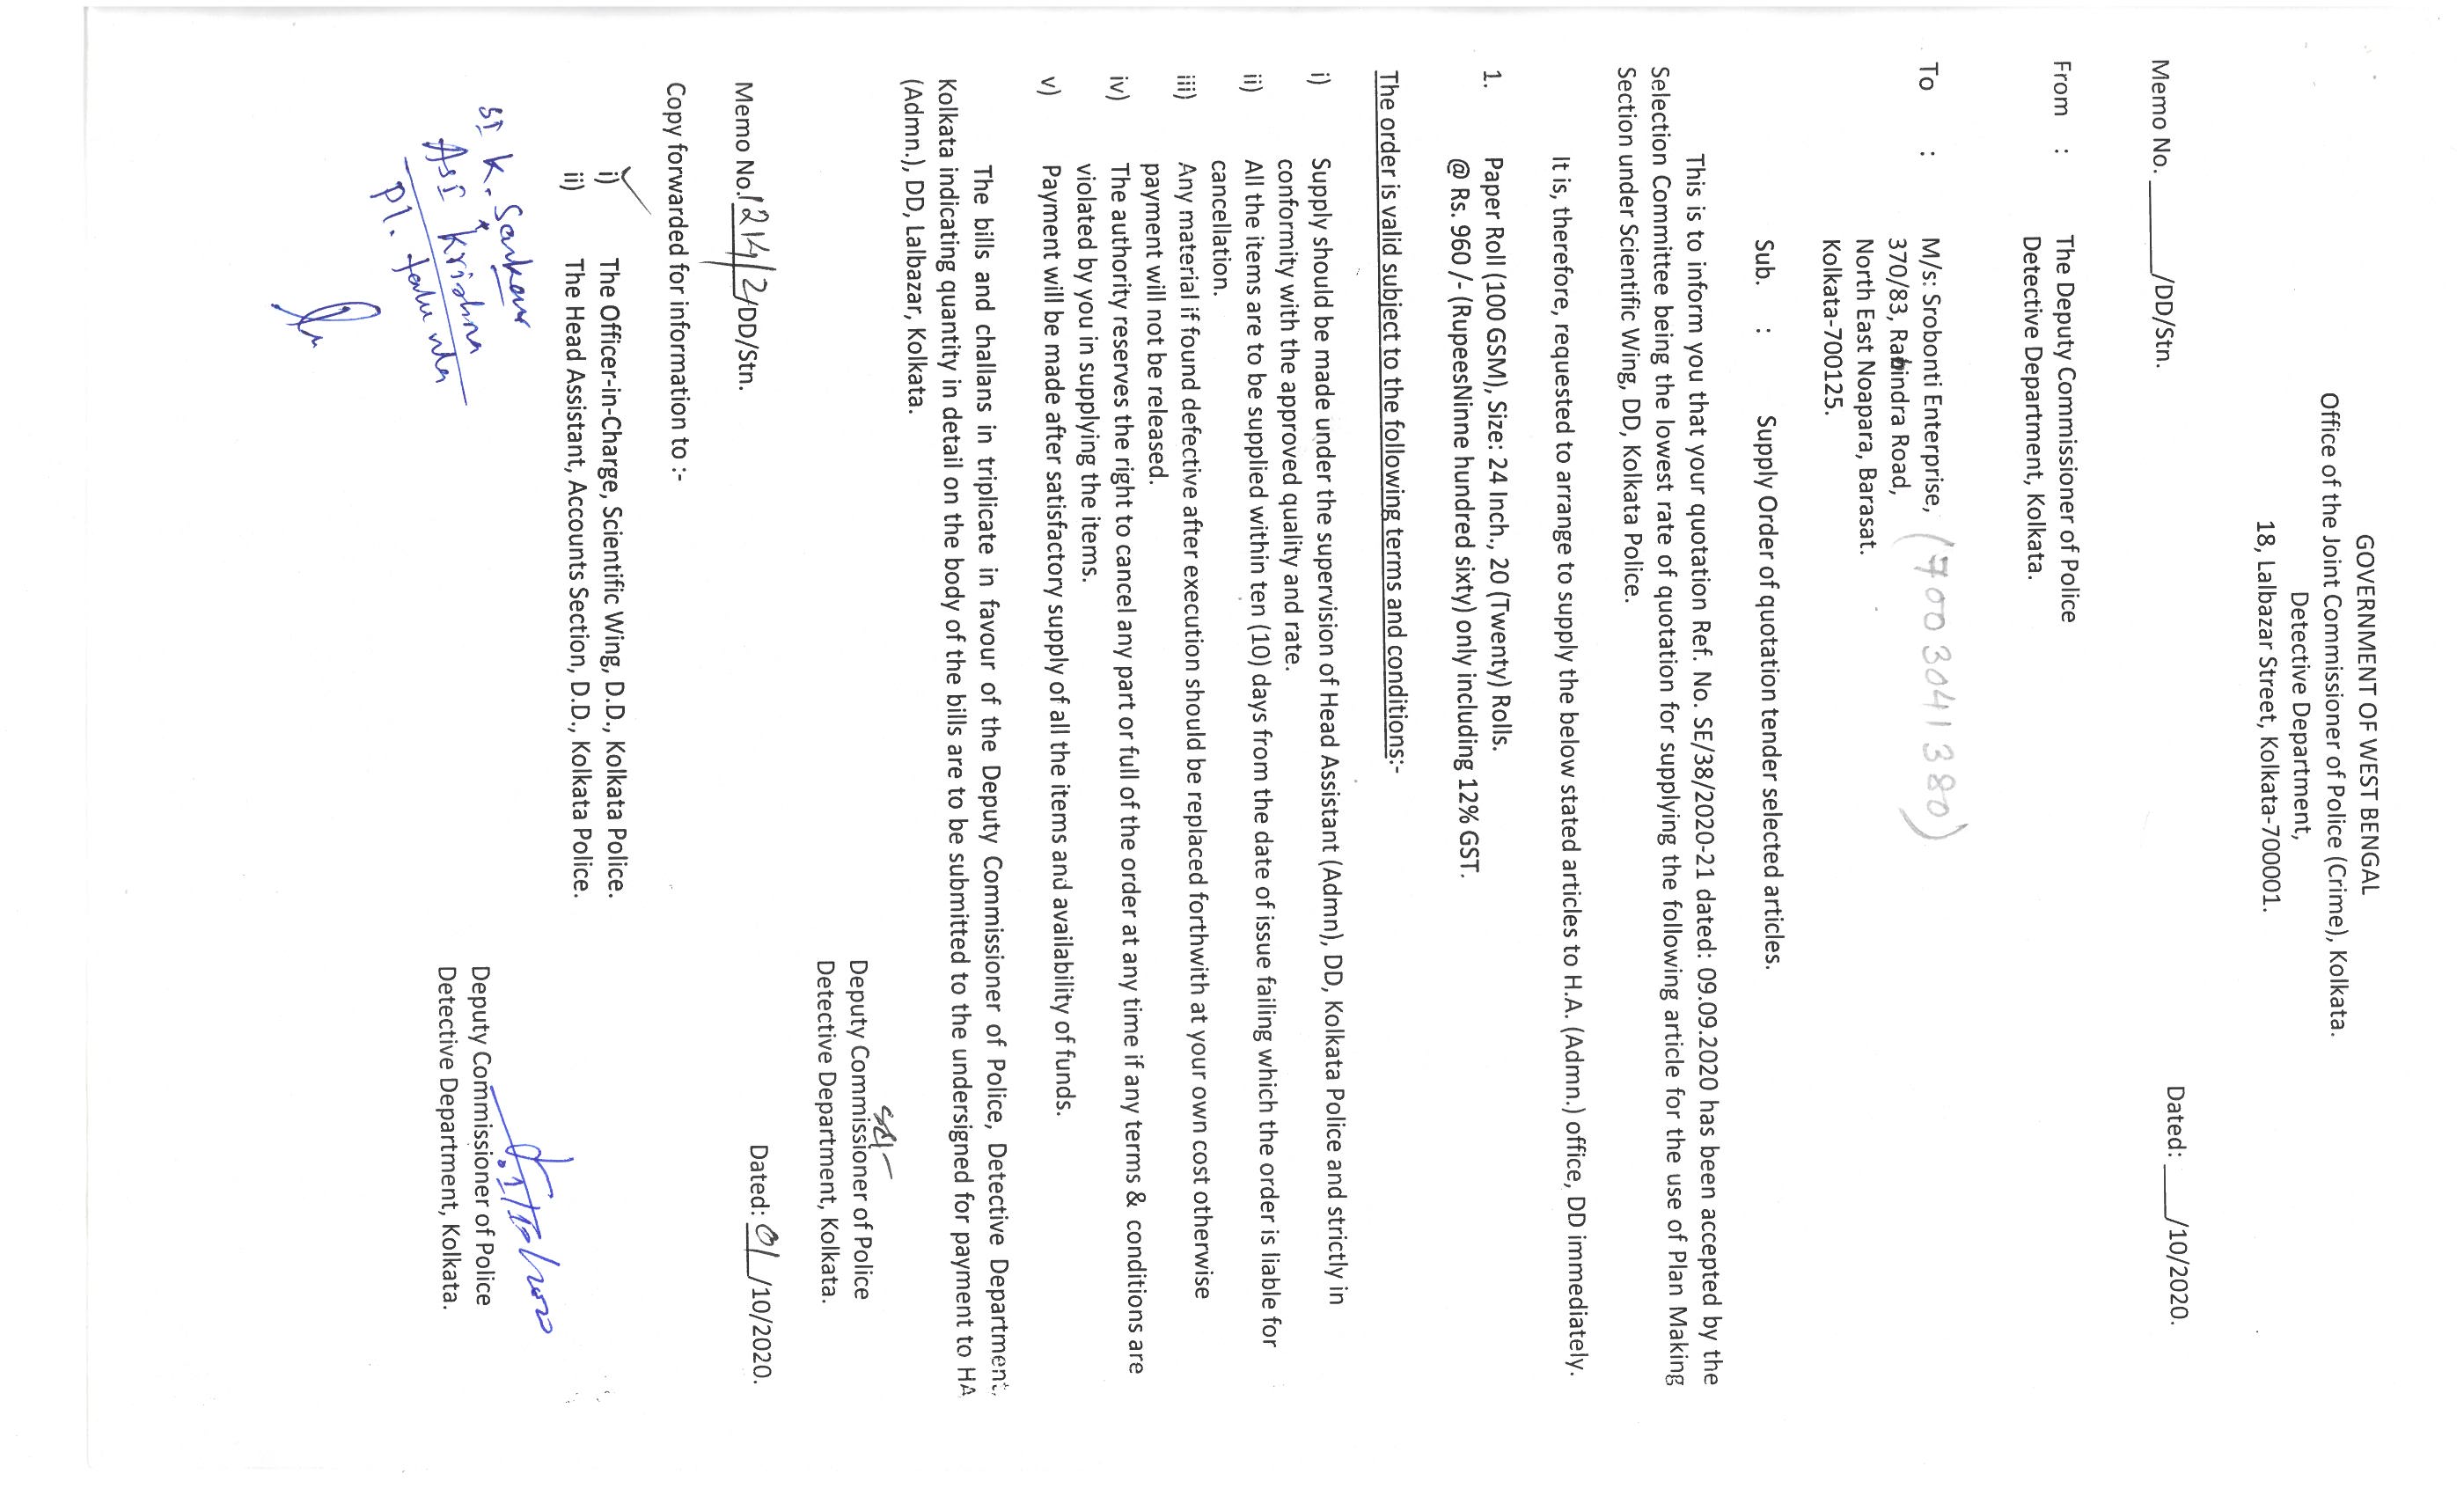 GOVERNMENT OF WEST BENGAL
Office of the Joint Commissioner of Police (Crime), Kolkata.
Detective Department,
18, Lalbazar Street, Kolkata-700001.
Memo No. ______/DD/Stn. Dated: ____/10/2020.
From : The Deputy Commissioner of Police
Detective Department, Kolkata.
To : M/s: Srobonti Enterprise, (7003041380)
370/83, Rabindra Road,
North East Noapara, Barasat.
Kolkata-700125.
Sub. : Supply Order of quotation tender selected articles.
This is to inform you that your quotation Ref. No. SE/38/2020-21 dated: 09.09.2020 has been accepted by the
Selection Committee being the lowest rate of quotation for supplying the following article for the use of Plan Making
Section under Scientific Wing, DD, Kolkata Police.
It is, therefore, requested to arrange to supply the below stated articles to H.A. (Admn.) office, DD immediately.
1. Paper Roll (100 GSM), Size: 24 Inch., 20 (Twenty) Rolls.
@ Rs. 960 /- (RupeesNinne hundred sixty) only including 12% GST.
The order is valid subject to the following terms and conditions:-
i) Supply should be made under the supervision of Head Assistant (Admn), DD, Kolkata Police and strictly in
conformity with the approved quality and rate.
ii) All the items are to be supplied within ten (10) days from the date of issue failing which the order is liable for
cancellation.
iii) Any material if found defective after execution should be replaced forthwith at your own cost otherwise
payment will not be released.
iv) The authority reserves the right to cancel any part or full of the order at any time if any terms & conditions are
violated by you in supplying the items.
v) Payment will be made after satisfactory supply of all the items and availability of funds.
The bills and challans in triplicate in favour of the Deputy Commissioner of Police, Detective Department,
Kolkata indicating quantity in detail on the body of the bills are to be submitted to the undersigned for payment to HA
(Admn.), DD, Lalbazar, Kolkata.
Sd/-
Deputy Commissioner of Police
Detective Department, Kolkata.
Memo No. 1214/2/DD/Stn. Dated: 01/10/2020.
Copy forwarded for information to :-
i) The Officer-in-Charge, Scientific Wing, D.D., Kolkata Police.
ii) The Head Assistant, Accounts Section, D.D., Kolkata Police.
SI K. Sarkar
ASI Krishna
Pl.
Deputy Commissioner of Police
Detective Department, Kolkata.